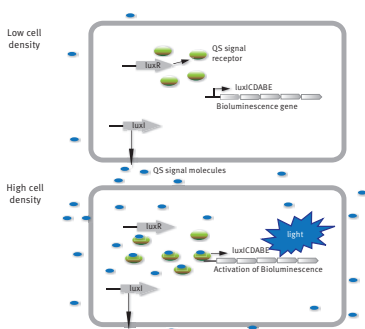 Low cell
density
luxR
QS signal
receptor
luxICDABE
Bioluminescence gene
luxI
QS signal molecules
High cell
density
luxR
light
luxICDABE
Activation of Bioluminescence
luxI